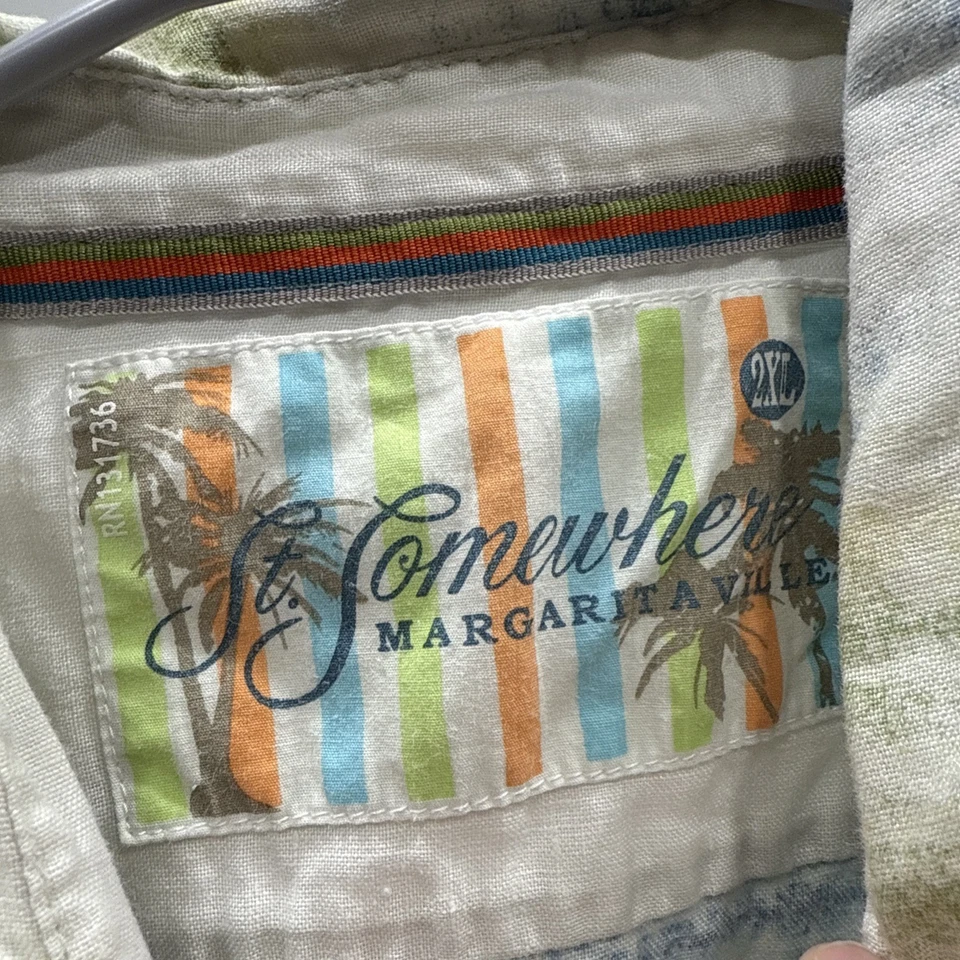 2XL
RN131736
St. Somewhere
MARGARITAVILLE